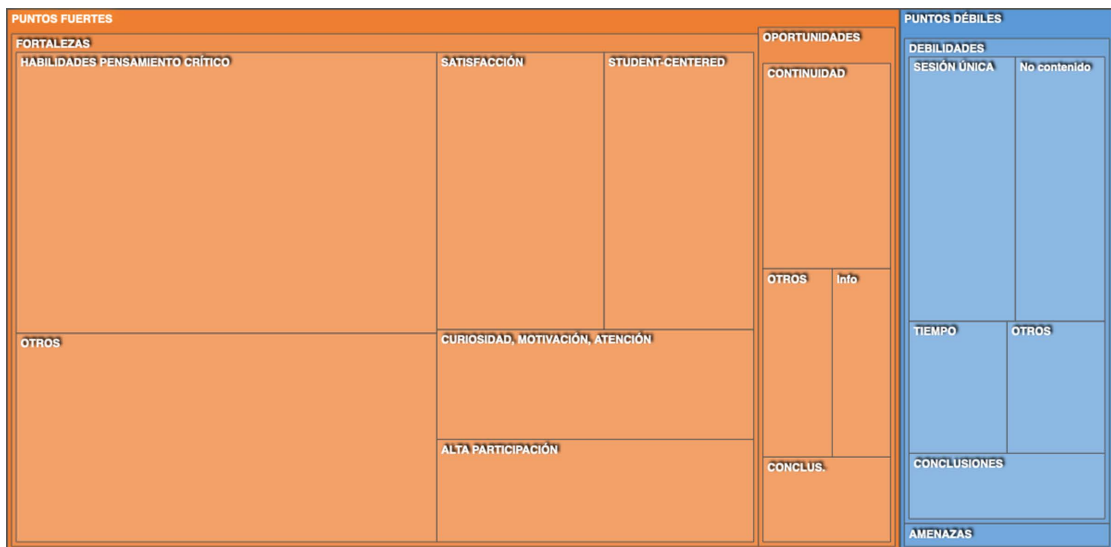 PUNTOS FUERTES
FORTALEZAS
HABILIDADES PENSAMIENTO CRÍTICO
SATISFACCIÓN
STUDENT-CENTERED
OTROS
CURIOSIDAD, MOTIVACIÓN, ATENCIÓN
ALTA PARTICIPACIÓN
OPORTUNIDADES
CONTINUIDAD
OTROS
Info
CONCLUS.
PUNTOS DÉBILES
DEBILIDADES
SESIÓN ÚNICA
No contenido
TIEMPO
OTROS
CONCLUSIONES
AMENAZAS